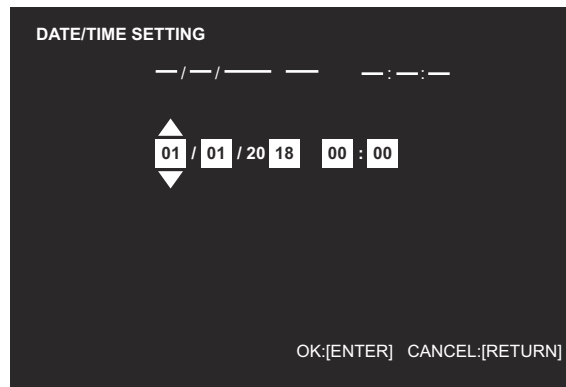 DATE/TIME SETTING
—/—/—— — —:—:—
01 / 01 / 20 18 00 : 00
OK:[ENTER] CANCEL:[RETURN]